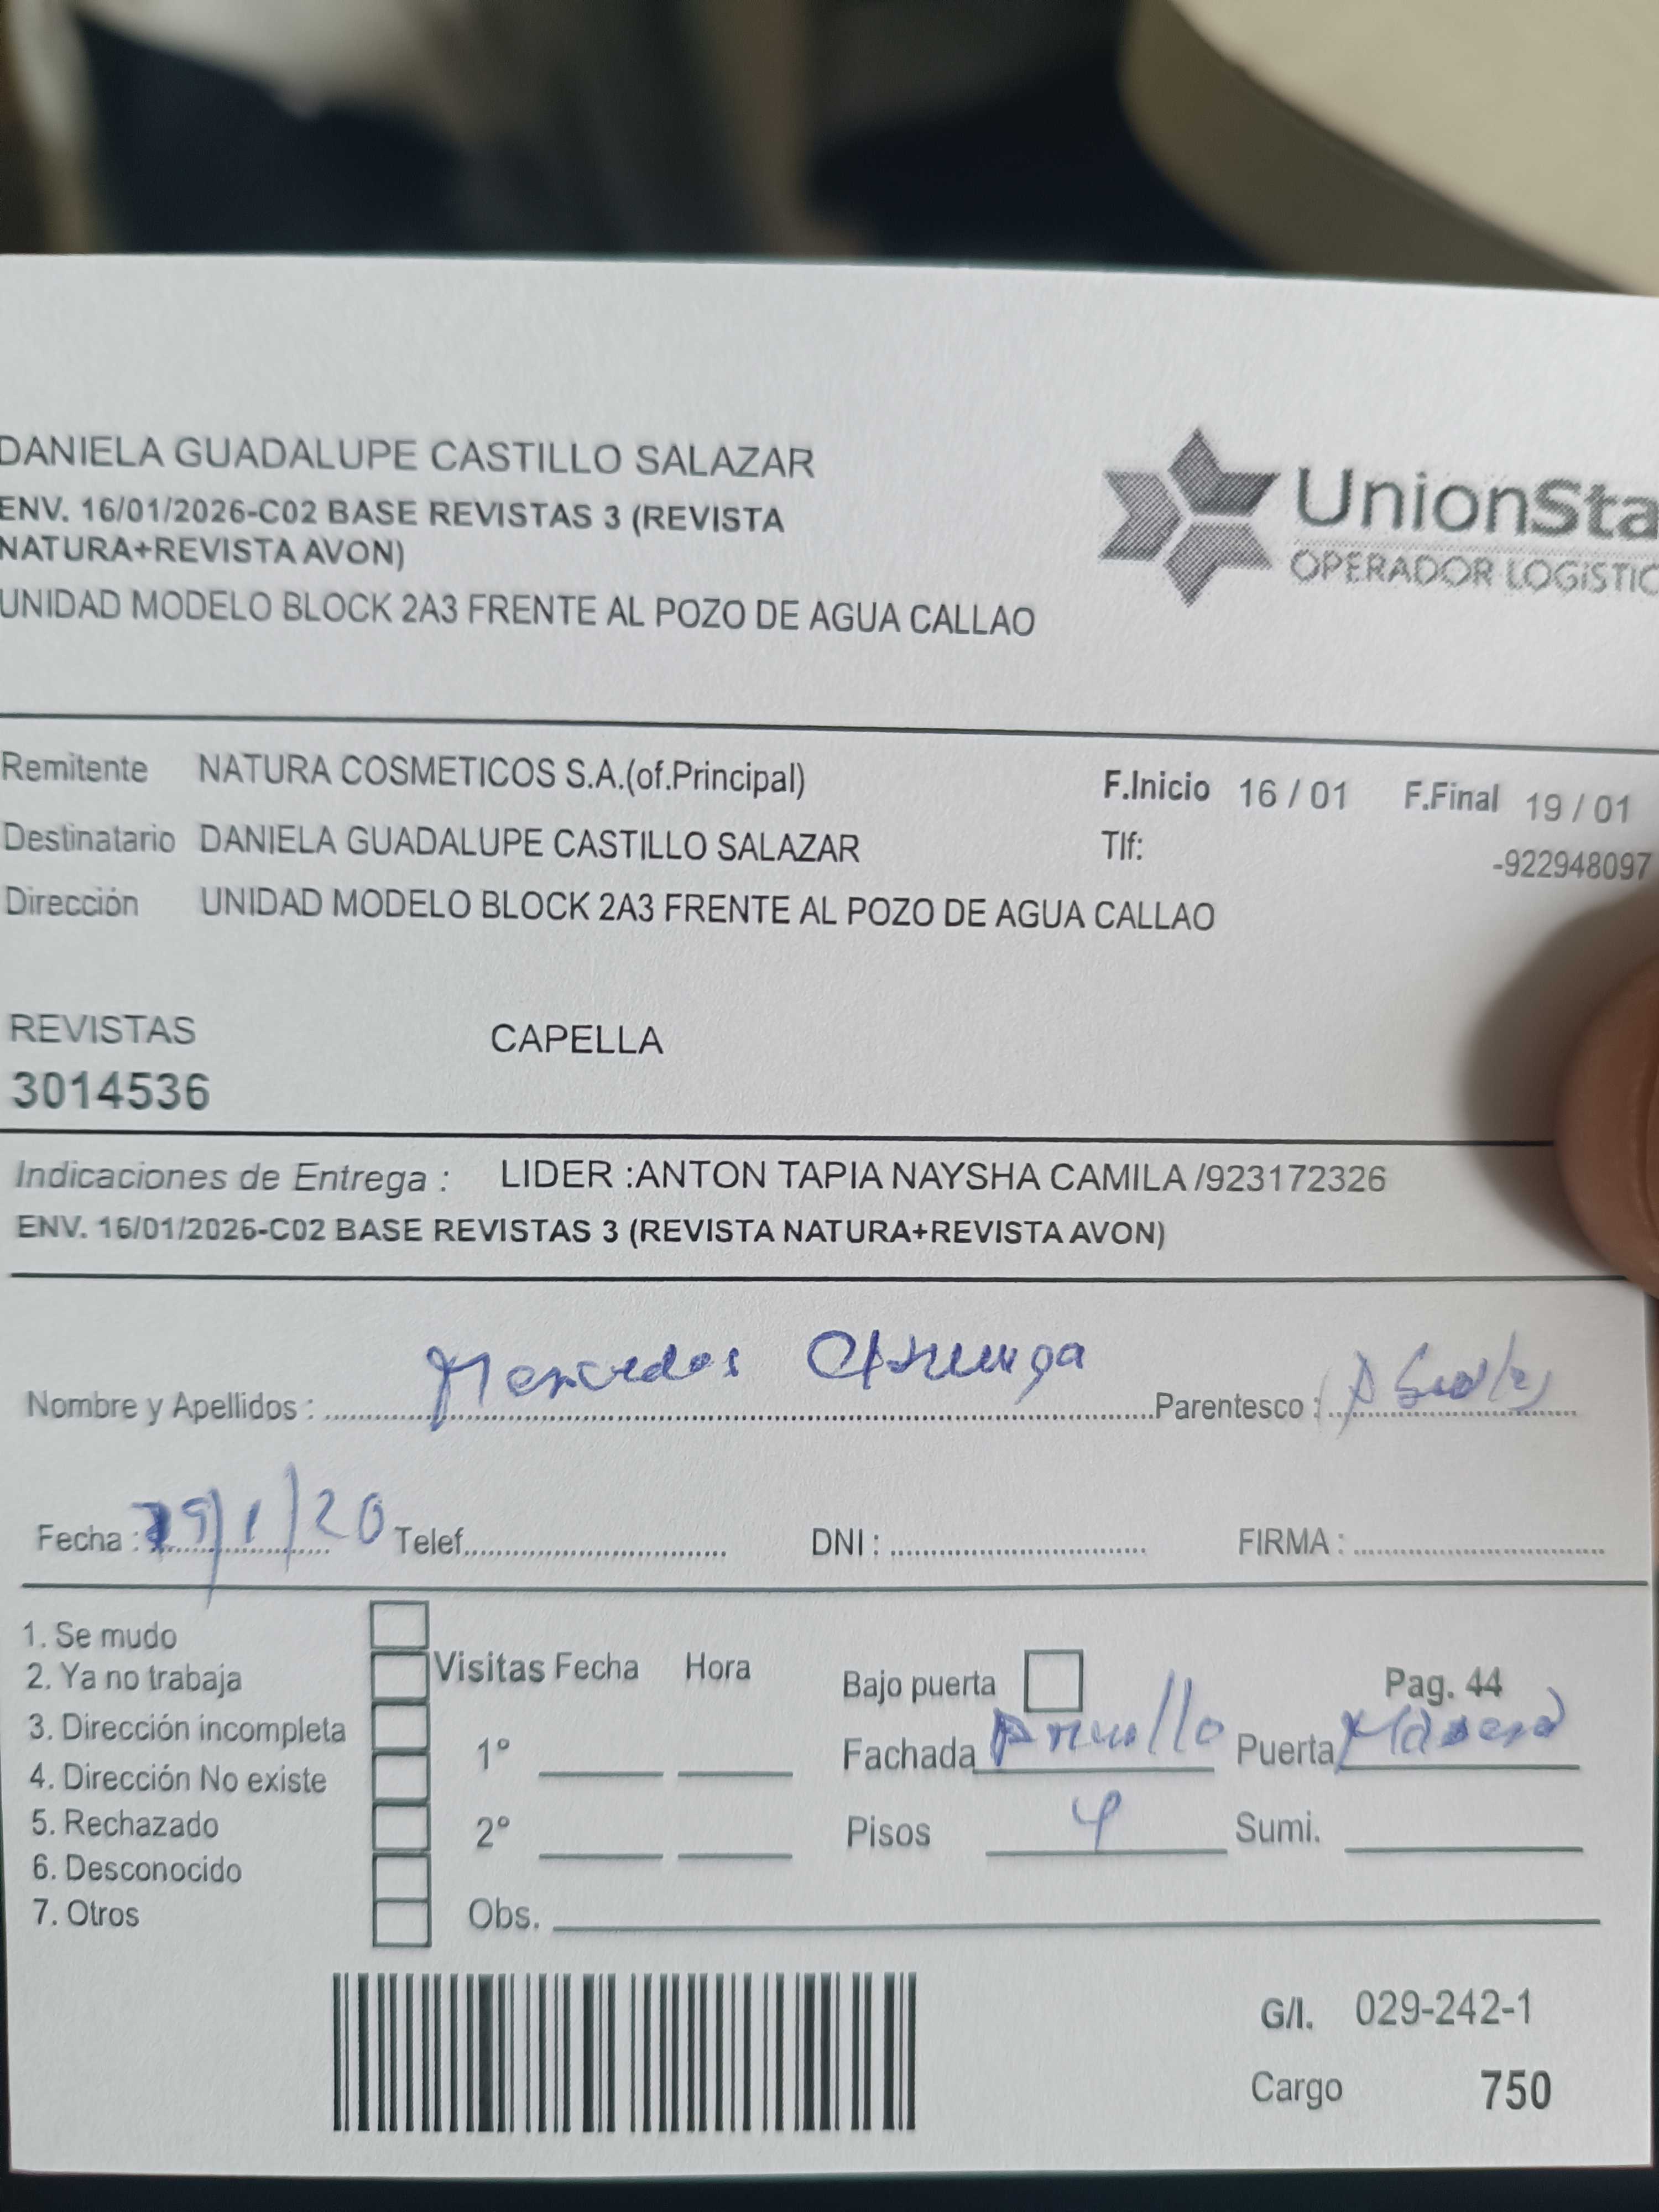 DANIELA GUADALUPE CASTILLO SALAZAR
ENV. 16/01/2026-C02 BASE REVISTAS 3 (REVISTA
NATURA+REVISTA AVON)
UNIDAD MODELO BLOCK 2A3 FRENTE AL POZO DE AGUA CALLAO
UnionSta
OPERADOR LOGÍSTIC
Remitente NATURA COSMETICOS S.A.(of.Principal) F.Inicio 16 / 01 F.Final 19 / 01
Destinatario DANIELA GUADALUPE CASTILLO SALAZAR Tlf: -922948097
Dirección UNIDAD MODELO BLOCK 2A3 FRENTE AL POZO DE AGUA CALLAO
REVISTAS CAPELLA
3014536
Indicaciones de Entrega : LIDER :ANTON TAPIA NAYSHA CAMILA /923172326
ENV. 16/01/2026-C02 BASE REVISTAS 3 (REVISTA NATURA+REVISTA AVON)
Nombre y Apellidos : Mercedes Parentesco :
Fecha : Telef. DNI : FIRMA :
1. Se mudo
2. Ya no trabaja
3. Dirección incompleta
4. Dirección No existe
5. Rechazado
6. Desconocido
7. Otros
Visitas Fecha Hora
1°
2°
Obs.
Bajo puerta Pag. 44
Fachada Puerta
Pisos 4 Sumi.
G/I. 029-242-1
Cargo 750